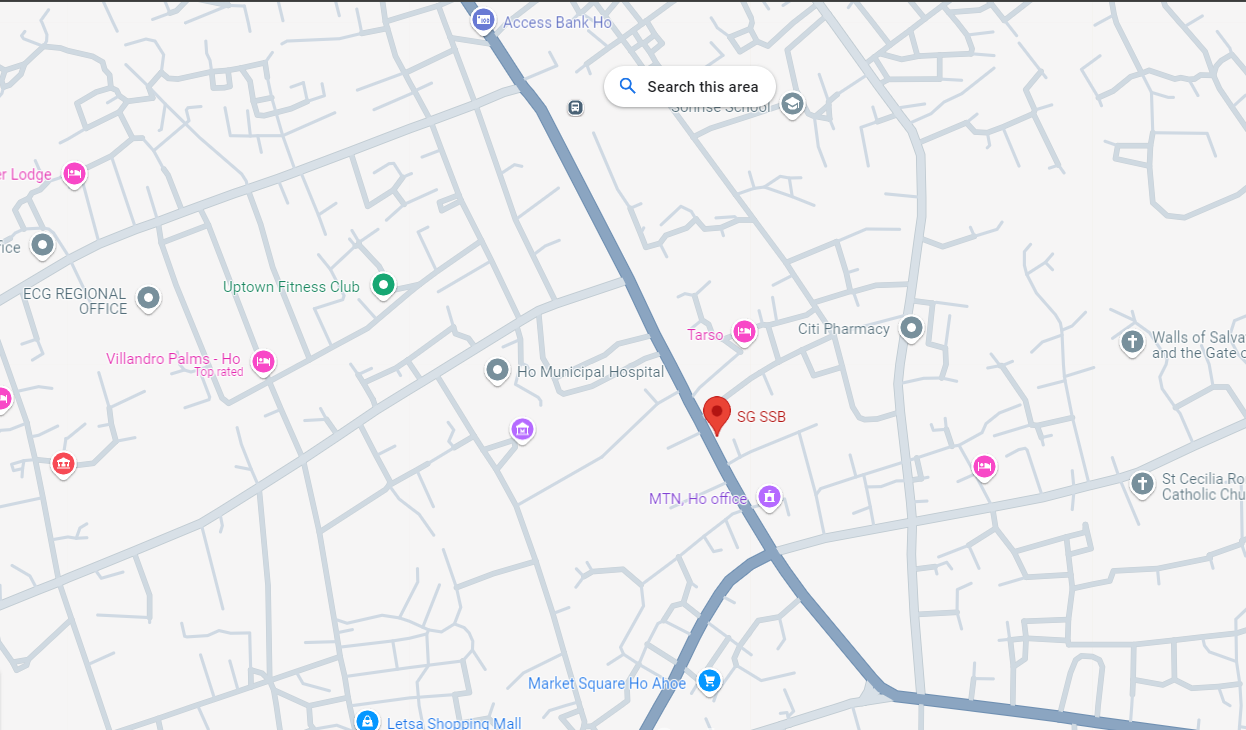 Access Bank Ho
Search this area
Sonrise School
er Lodge
fice
Uptown Fitness Club
ECG REGIONAL
OFFICE
Tarso
Citi Pharmacy
Walls of Salva
and the Gate o
Villandro Palms - Ho
Top rated
Ho Municipal Hospital
SG SSB
MTN, Ho office
St Cecilia Ro
Catholic Chu
Market Square Ho Ahoe
Letsa Shopping Mall